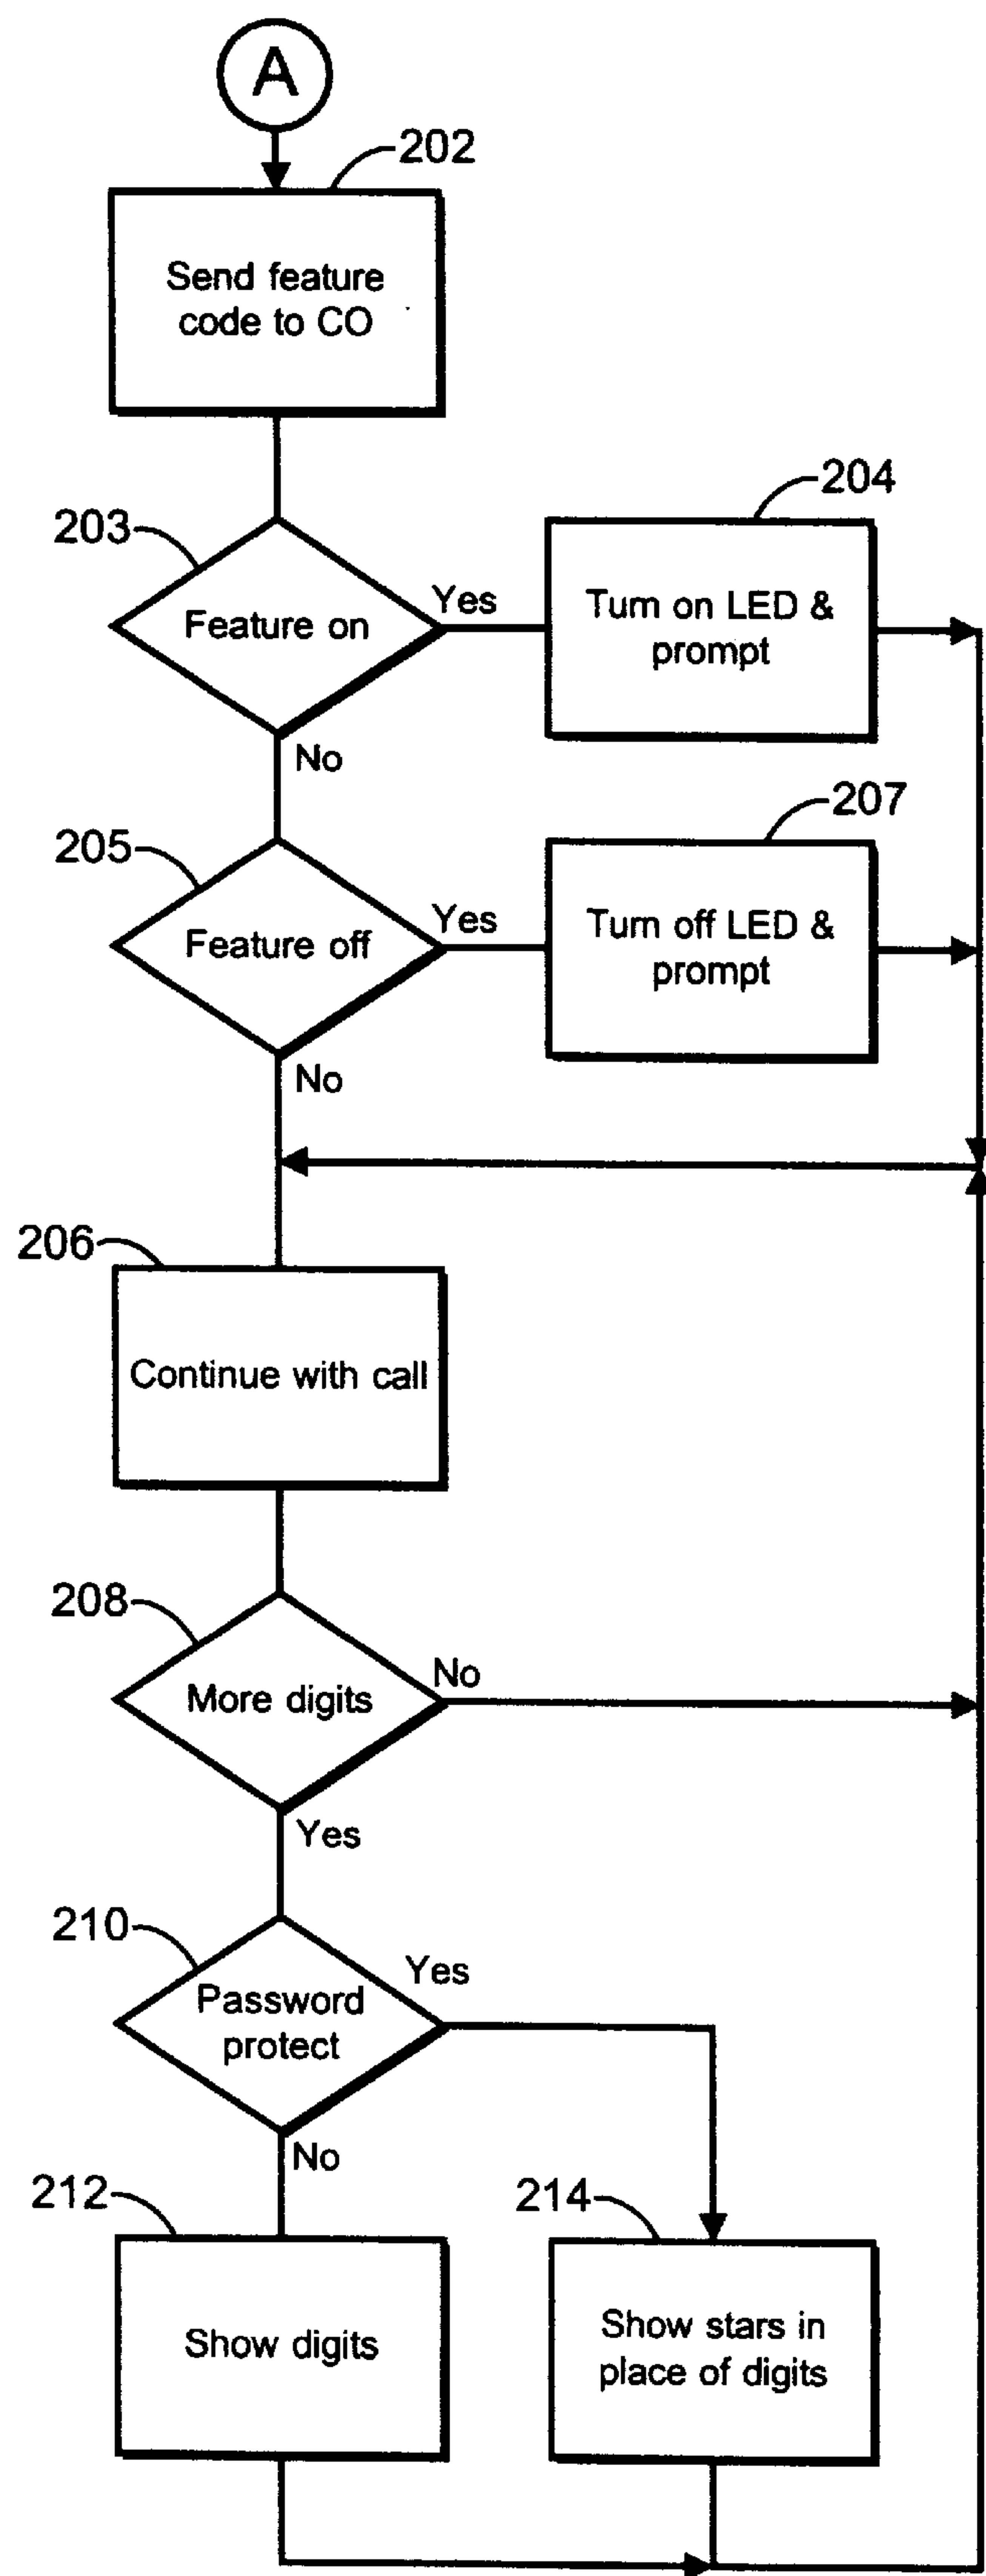 A
202
Send feature
code to CO
203
Feature on
Yes
No
204
Turn on LED &
prompt
205
Feature off
Yes
No
207
Turn off LED &
prompt
206
Continue with call
208
More digits
No
Yes
210
Password
protect
Yes
No
212
Show digits
214
Show stars in
place of digits